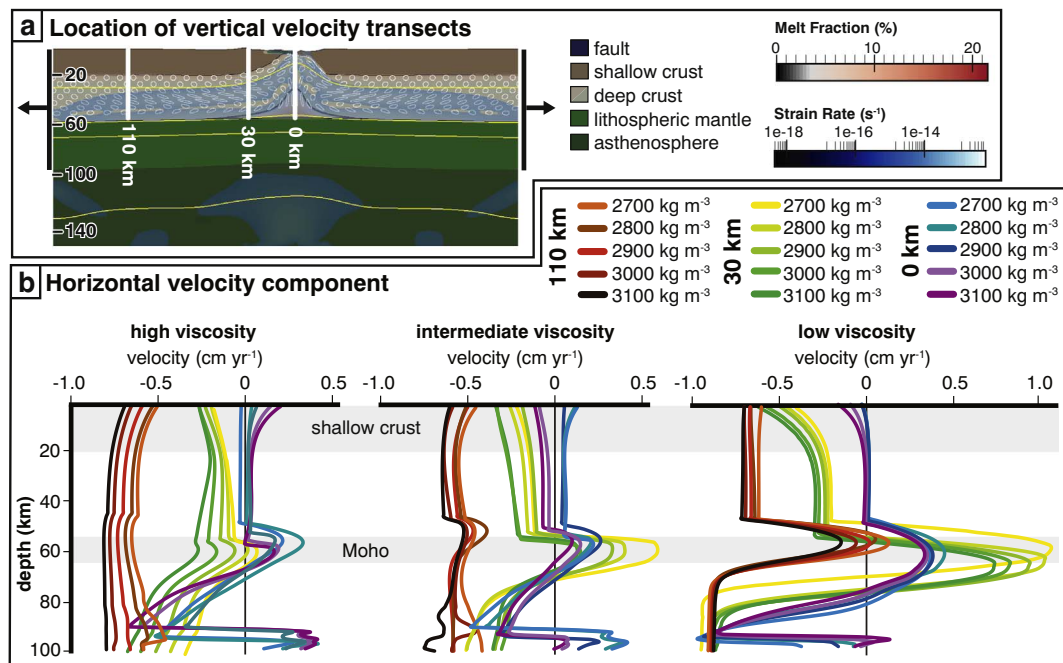 a Location of vertical velocity transects
20
60
100
150
110 km
30 km
0 km
fault
shallow crust
deep crust
lithospheric mantle
asthenosphere
Melt Fraction (%)
0 10 20
Strain Rate (s⁻¹)
1e-18 1e-16 1e-14
110 km
2700 kg m⁻³
2800 kg m⁻³
2900 kg m⁻³
3000 kg m⁻³
3100 kg m⁻³
30 km
2700 kg m⁻³
2800 kg m⁻³
2900 kg m⁻³
3000 kg m⁻³
3100 kg m⁻³
0 km
2700 kg m⁻³
2800 kg m⁻³
2900 kg m⁻³
3000 kg m⁻³
3100 kg m⁻³
b Horizontal velocity component
high viscosity
velocity (cm yr⁻¹)
-1.0 -0.5 0 0.5
intermediate viscosity
velocity (cm yr⁻¹)
-1.0 -0.5 0 0.5
low viscosity
velocity (cm yr⁻¹)
-1.0 -0.5 0 0.5 1.0
shallow crust
Moho
depth (km)
20
40
60
80
100